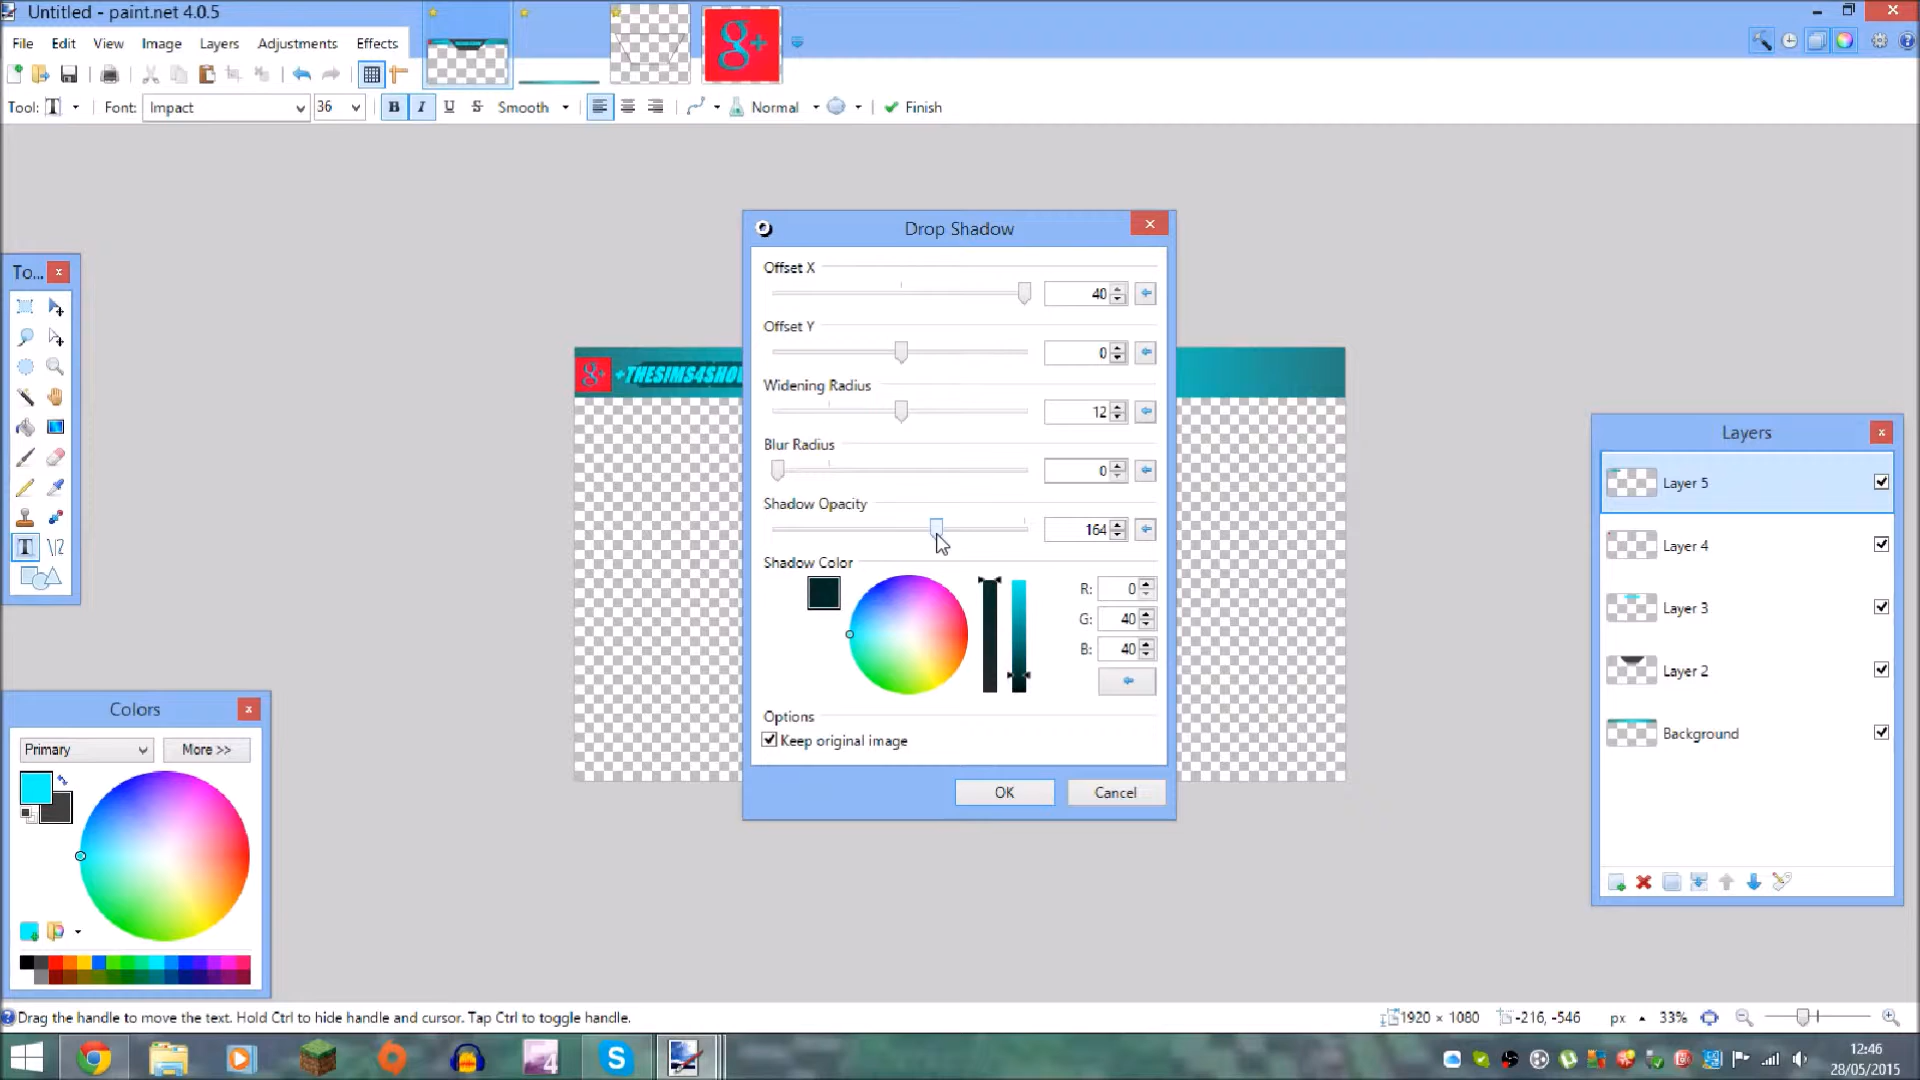 Untitled - paint.net 4.0.5
File Edit View Image Layers Adjustments Effects
g+
Tool: T Font: Impact 36 B I U S Smooth Normal Finish
Drop Shadow
Offset X
40
Offset Y
0
Widening Radius
12
Blur Radius
0
Shadow Opacity
164
Shadow Color
R: 0
G: 40
B: 40
Options
Keep original image
OK Cancel
To...
g+ +THESIMS4SHOW
Layers
Layer 5
Layer 4
Layer 3
Layer 2
Background
Colors
Primary More >>
Drag the handle to move the text. Hold Ctrl to hide handle and cursor. Tap Ctrl to toggle handle.
1920 × 1080 -216, -546 px 33%
12:46
28/05/2015